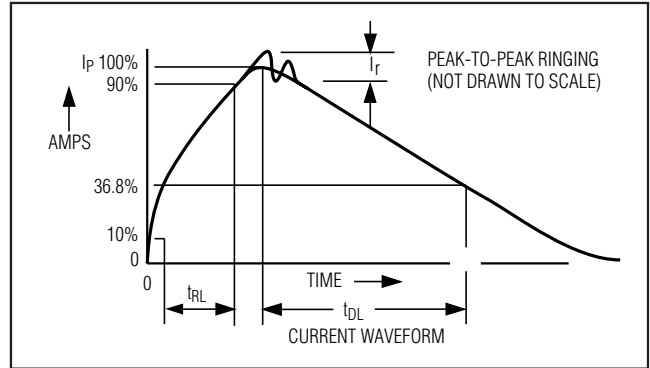 IP 100%
90%
AMPS
36.8%
10%
0
0
tRL
TIME
tDL
CURRENT WAVEFORM
Ir
PEAK-TO-PEAK RINGING
(NOT DRAWN TO SCALE)